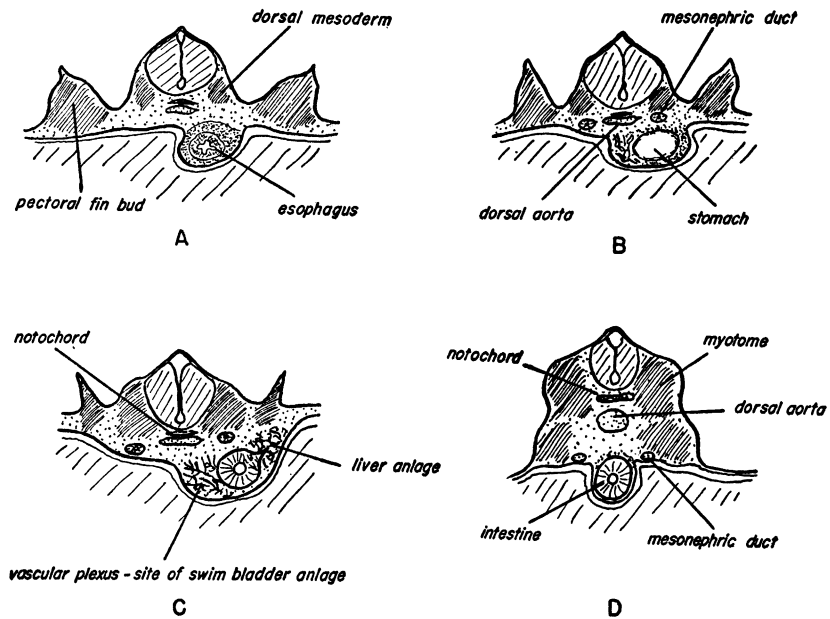 dorsal mesoderm
pectoral fin bud
esophagus
A
mesonephric duct
dorsal aorta
stomach
B
notochord
liver anlage
vascular plexus - site of swim bladder anlage
C
notochord
myotome
dorsal aorta
intestine
mesonephric duct
D